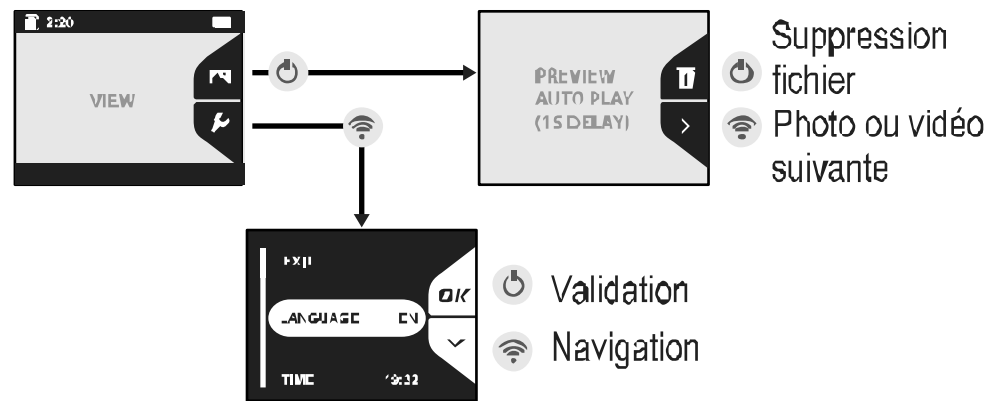 2:20
VIEW
PREVIEW
AUTO PLAY
(1S DELAY)
Suppression
fichier
Photo ou vidéo
suivante
LANGUAGE EN
OK
TIME
Validation
Navigation